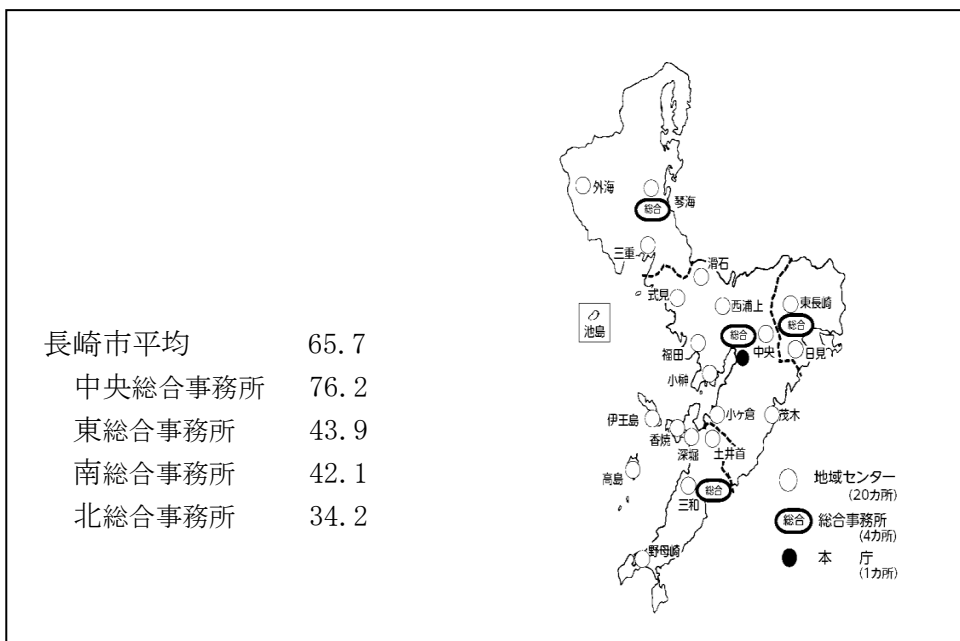 長崎市平均 65.7
中央総合事務所 76.2
東総合事務所 43.9
南総合事務所 42.1
北総合事務所 34.2
外海
琴海
総合
三重
滑石
式見
西浦上
東長崎
池島
総合
総合
中央
福田
日見
小榊
伊王島
小ヶ倉
茂木
香焼
深堀
土井首
高島
総合
三和
野母崎
地域センター
(20カ所)
総合 総合事務所
(4カ所)
本 庁
(1カ所)